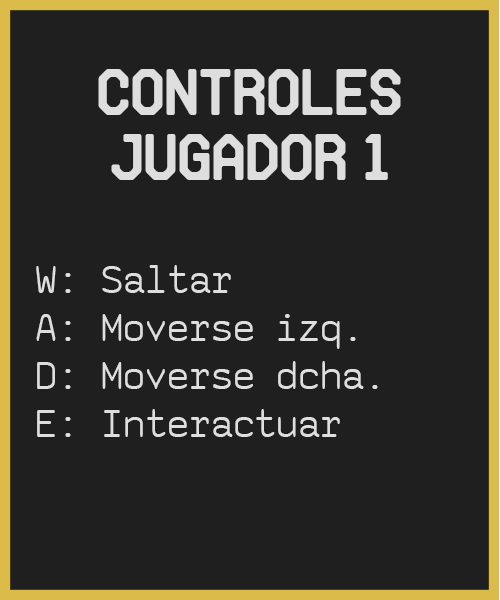 CONTROLES
JUGADOR 1
W: Saltar
A: Moverse izq.
D: Moverse dcha.
E: Interactuar